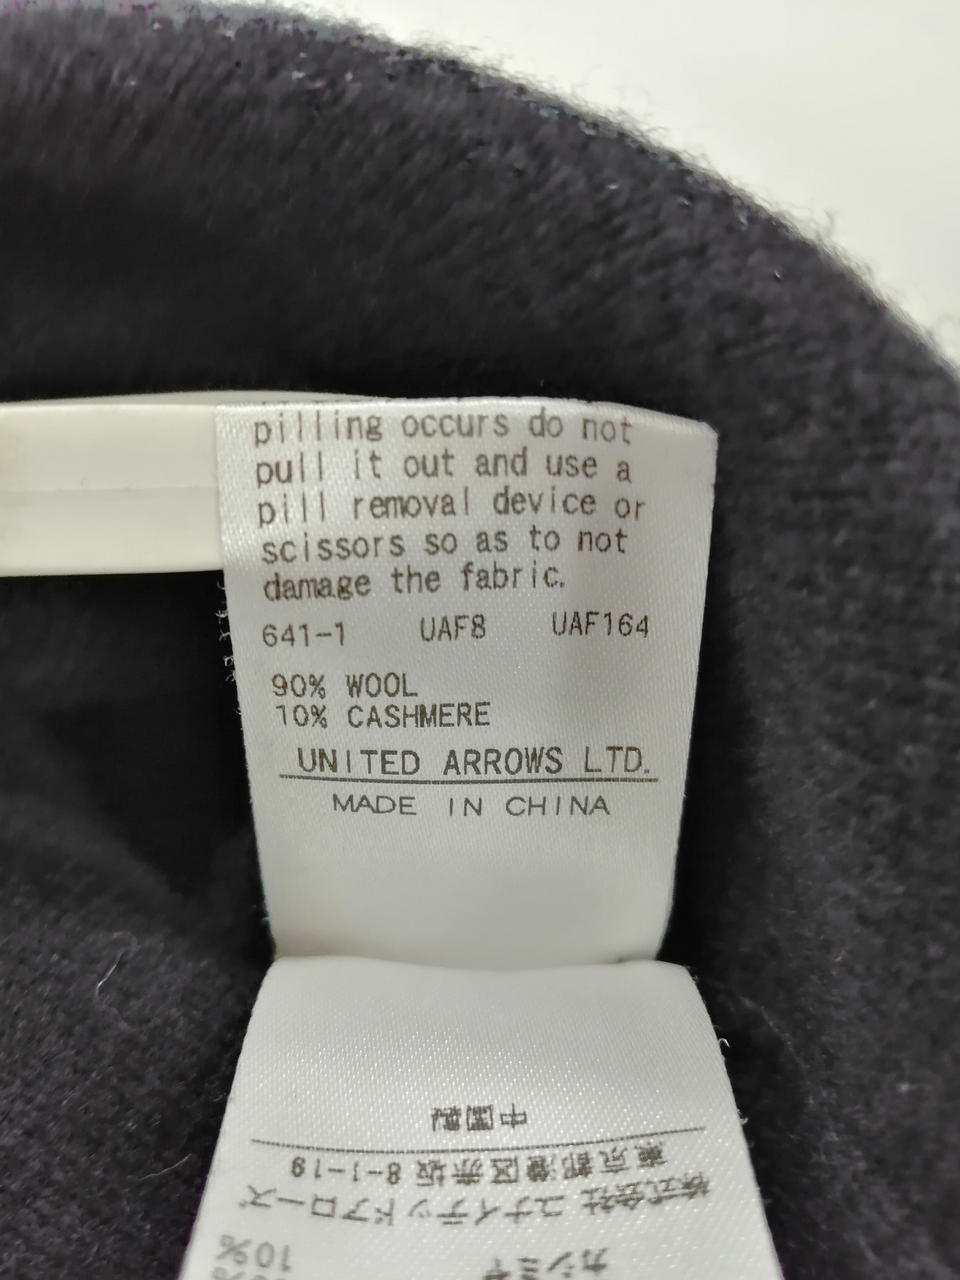 pilling occurs do not
pull it out and use a
pill removal device or
scissors so as to not
damage the fabric.
641-1 UAF8 UAF164
90% WOOL
10% CASHMERE
UNITED ARROWS LTD.
MADE IN CHINA
カシミヤ 10%
株式会社 ユナイテッドアローズ
東京都港区赤坂 8-1-19
中国製